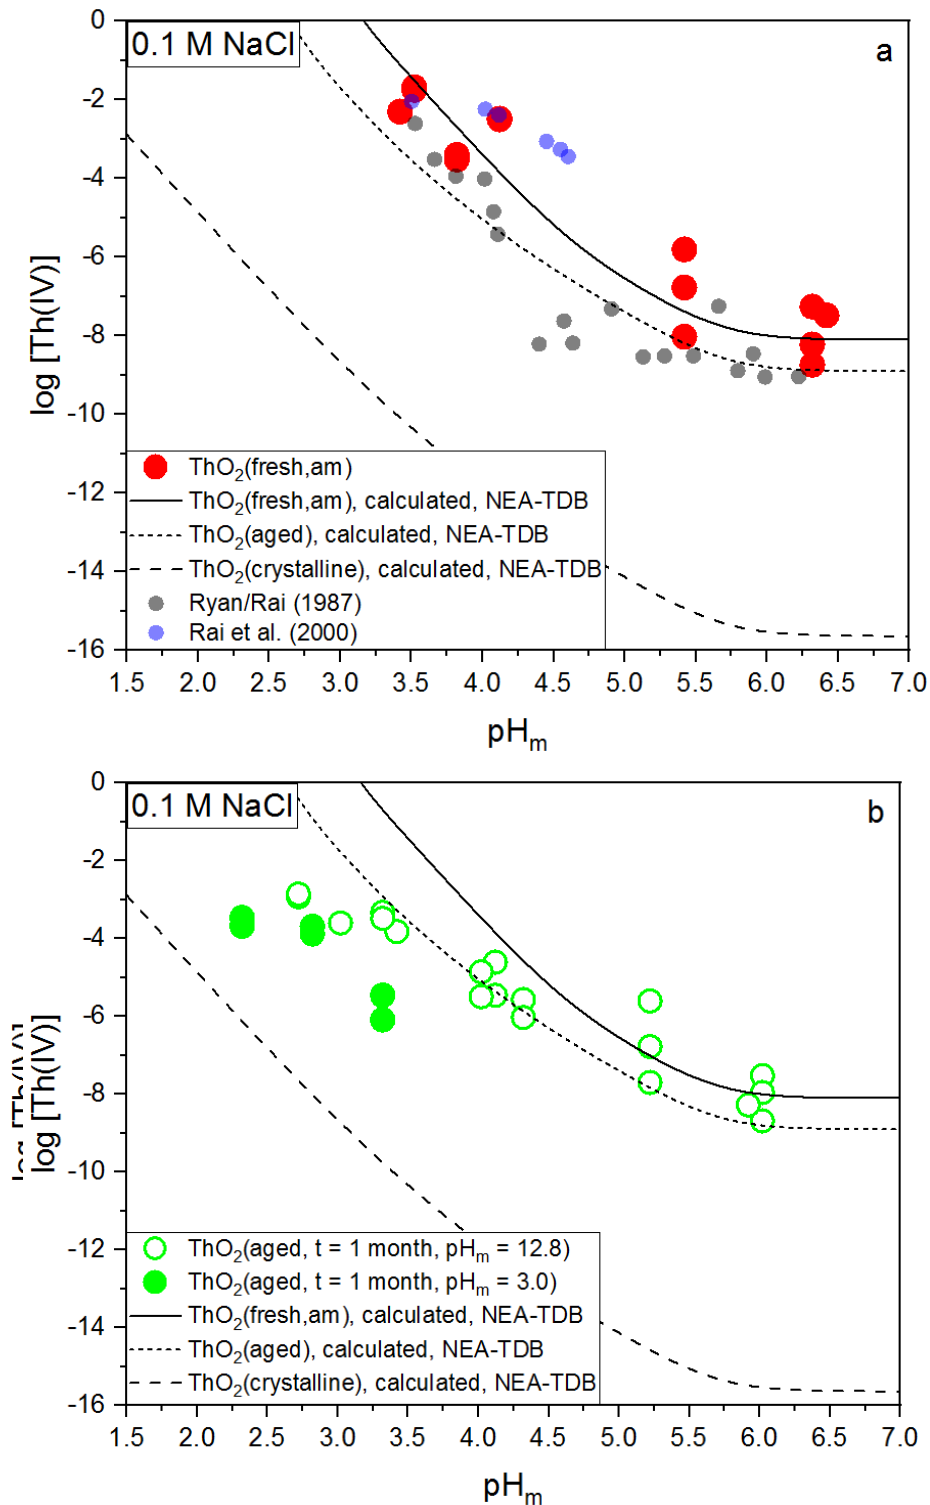 0
0.1 M NaCl
a
-2
-4
-6
-8
-10
-12
-14
-16
log [Th(IV)]
ThO₂(fresh,am)
ThO₂(fresh,am), calculated, NEA-TDB
ThO₂(aged), calculated, NEA-TDB
ThO₂(crystalline), calculated, NEA-TDB
Ryan/Rai (1987)
Rai et al. (2000)
1.5 2.0 2.5 3.0 3.5 4.0 4.5 5.0 5.5 6.0 6.5 7.0
pHₘ
0
0.1 M NaCl
b
-2
-4
-6
-8
-10
-12
-14
-16
log [Th(IV)]
log [Th(IV)]
ThO₂(aged, t = 1 month, pHₘ = 12.8)
ThO₂(aged, t = 1 month, pHₘ = 3.0)
ThO₂(fresh,am), calculated, NEA-TDB
ThO₂(aged), calculated, NEA-TDB
ThO₂(crystalline), calculated, NEA-TDB
1.5 2.0 2.5 3.0 3.5 4.0 4.5 5.0 5.5 6.0 6.5 7.0
pHₘ